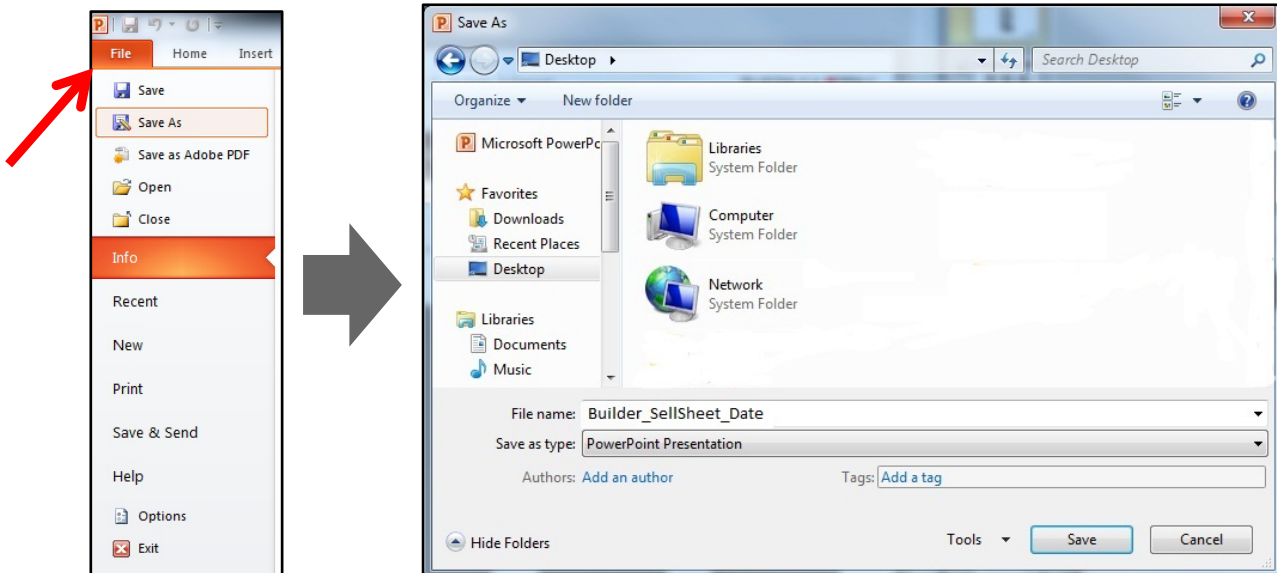 File Home Insert
Save
Save As
Save as Adobe PDF
Open
Close
Info
Recent
New
Print
Save & Send
Help
Options
Exit
Save As
Desktop
Search Desktop
Organize New folder
Microsoft PowerPo
Favorites
Downloads
Recent Places
Desktop
Libraries
Documents
Music
Libraries
System Folder
Computer
System Folder
Network
System Folder
File name: Builder_SellSheet_Date
Save as type: PowerPoint Presentation
Authors: Add an author Tags: Add a tag
Hide Folders Tools Save Cancel